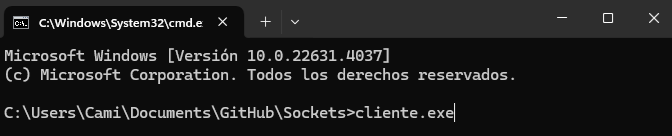 C:\Windows\System32\cmd.e
Microsoft Windows [Versión 10.0.22631.4037]
(c) Microsoft Corporation. Todos los derechos reservados.
C:\Users\Cami\Documents\GitHub\Sockets>cliente.exe